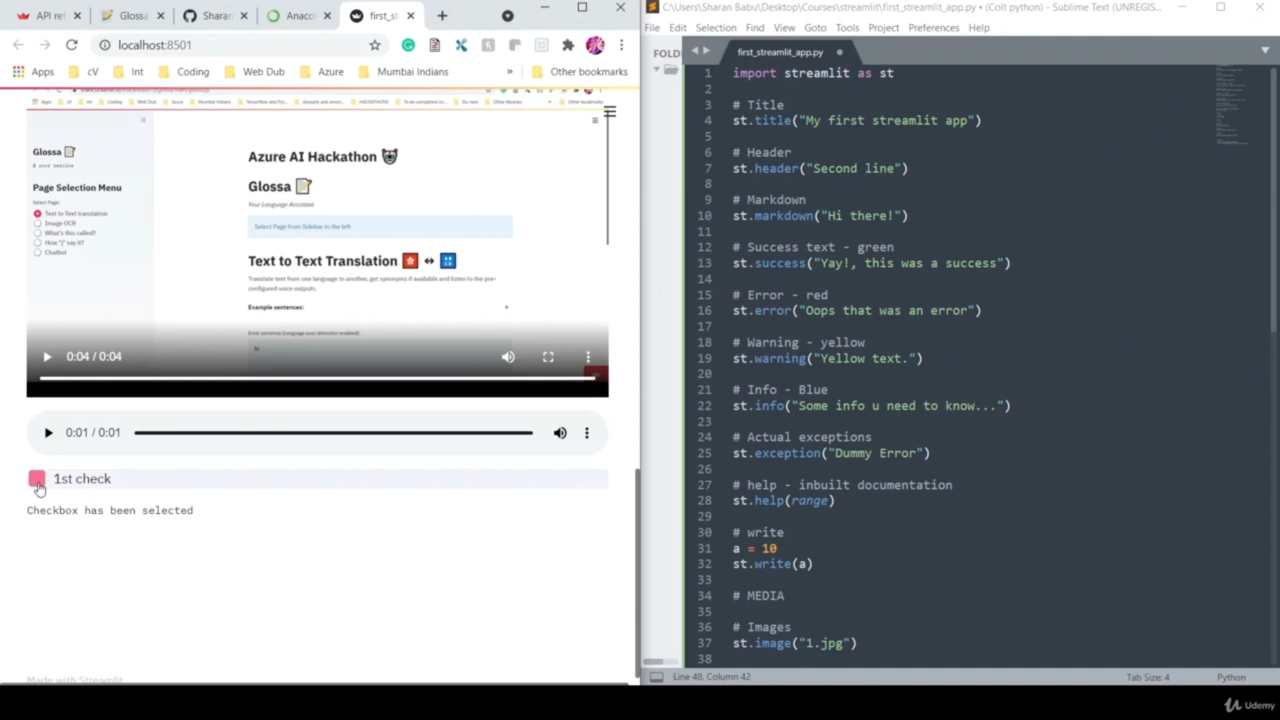 API ref
Glossa
Sharan
Anaco
first_st
localhost:8501
Apps
cV
Int
Coding
Web Dub
Azure
Mumbai Indians
»
Other bookmarks
Glossa
@ your service
Page Selection Menu
Select Page:
Text to Text translation
Image OCR
What's this called?
How "j" say it?
Chatbot
Azure AI Hackathon
Glossa
Your Language Assistant
Select Page from Sidebar to the left
Text to Text Translation
Translate text from one language to another, get synonyms if available and listen to the pre-
configured voice outputs.
Example sentences:
Enter sentence (Language auto-detection enabled):
0:04 / 0:04
0:01 / 0:01
1st check
Checkbox has been selected
Made with Streamlit
C:\Users\Sharan Babu\Desktop\Courses\streamlit\first_streamlit_app.py • (Colt python) - Sublime Text (UNREGIS...
File Edit Selection Find View Goto Tools Project Preferences Help
FOLD
first_streamlit_app.py
1 import streamlit as st
2
3 # Title
4 st.title("My first streamlit app")
5
6 # Header
7 st.header("Second line")
8
9 # Markdown
10 st.markdown("Hi there!")
11
12 # Success text - green
13 st.success("Yay!, this was a success")
14
15 # Error - red
16 st.error("Oops that was an error")
17
18 # Warning - yellow
19 st.warning("Yellow text.")
20
21 # Info - Blue
22 st.info("Some info u need to know...")
23
24 # Actual exceptions
25 st.exception("Dummy Error")
26
27 # help - inbuilt documentation
28 st.help(range)
29
30 # write
31 a = 10
32 st.write(a)
33
34 # MEDIA
35
36 # Images
37 st.image("1.jpg")
38
Line 48, Column 42
Tab Size: 4
Python
Udemy